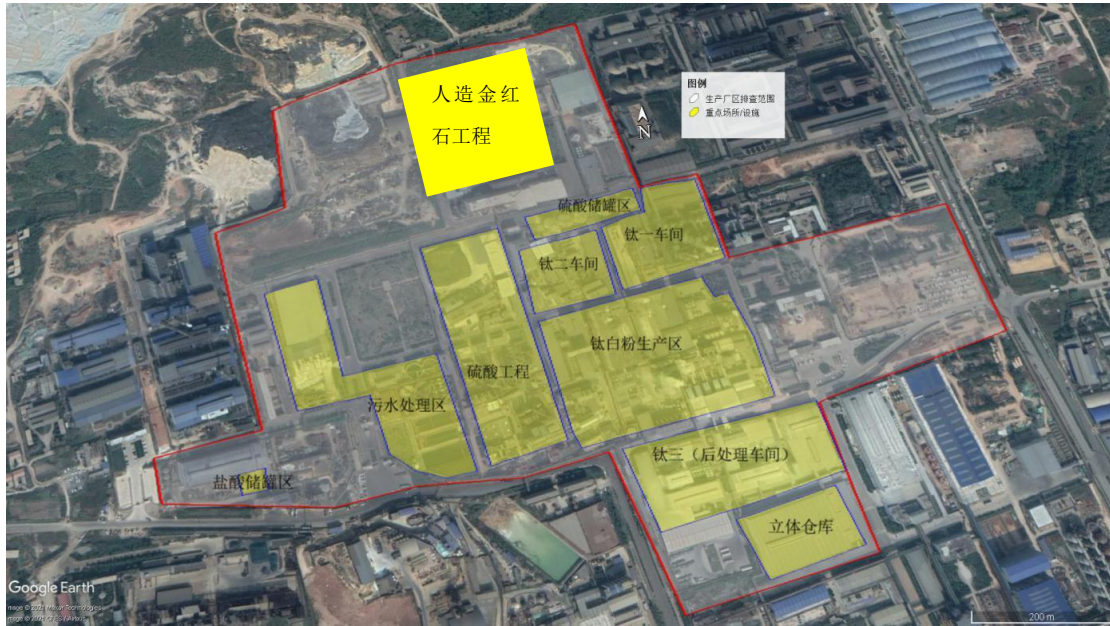 人造金红
石工程
图例
生产厂区排查范围
重点场所/设施
N
硫酸储罐区
钛一车间
钛二车间
钛白粉生产区
硫酸工程
污水处理区
钛三（后处理车间）
盐酸储罐区
立体仓库
Google Earth
200 m